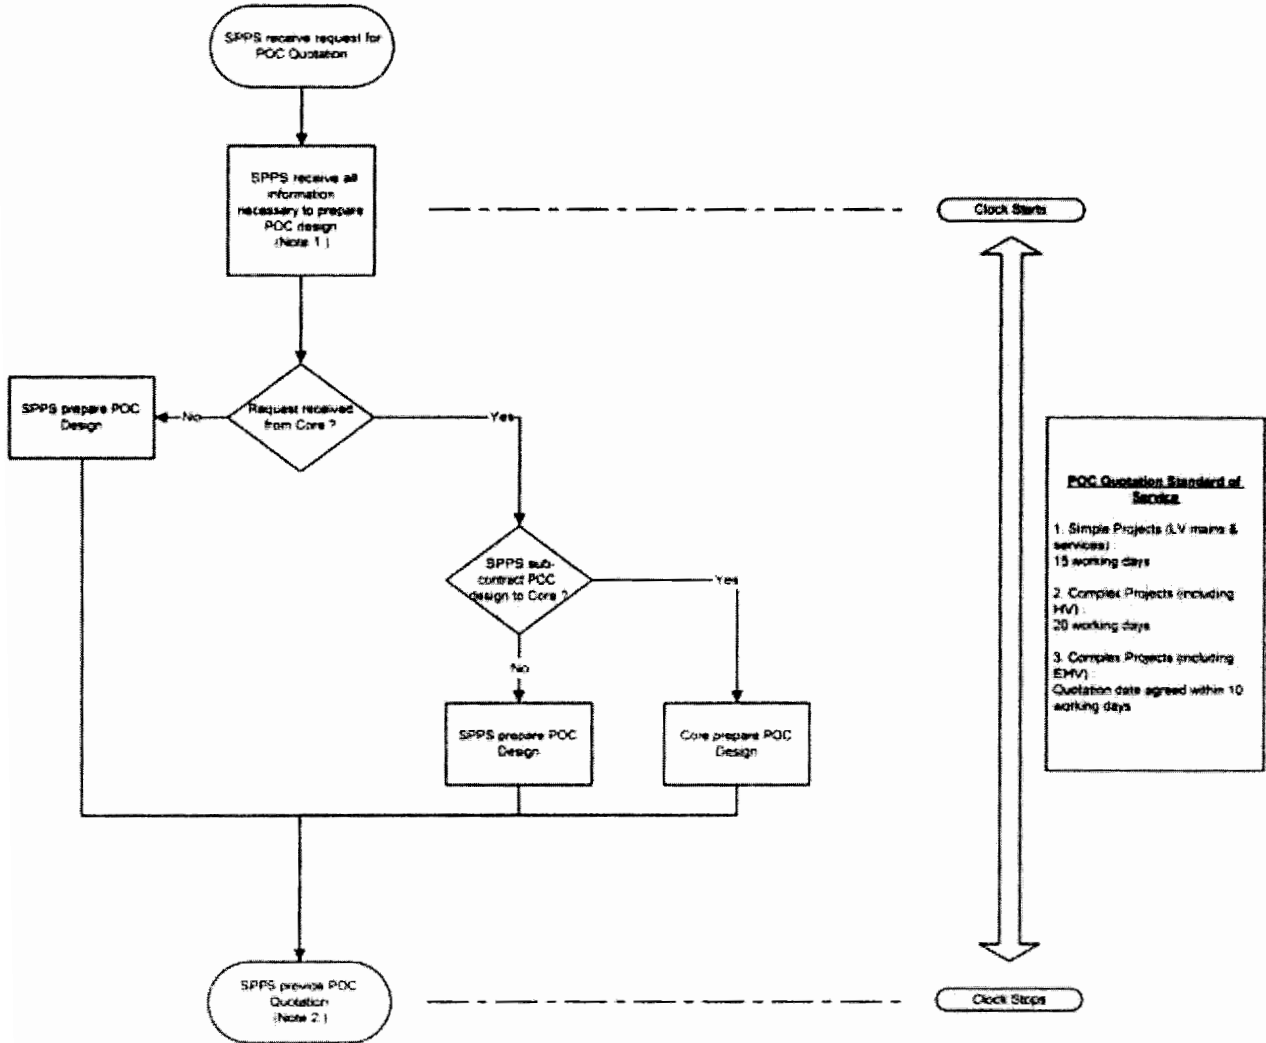 SPPS receive request for
POC Quotation
SPPS receive all
information
necessary to prepare
POC design
(Note 1 )
Clock Starts
Request received
from Core ?
No
Yes
SPPS prepare POC
Design
SPPS sub-
contract POC
design to Core ?
Yes
No
SPPS prepare POC
Design
Core prepare POC
Design
POC Quotation Standard of
Service
1. Simple Projects (LV mains &
services) :
15 working days
2. Complex Projects (including
HV) :
20 working days
3. Complex Projects (including
EHV) :
Quotation date agreed within 10
working days
SPPS provide POC
Quotation
(Note 2 )
Clock Stops